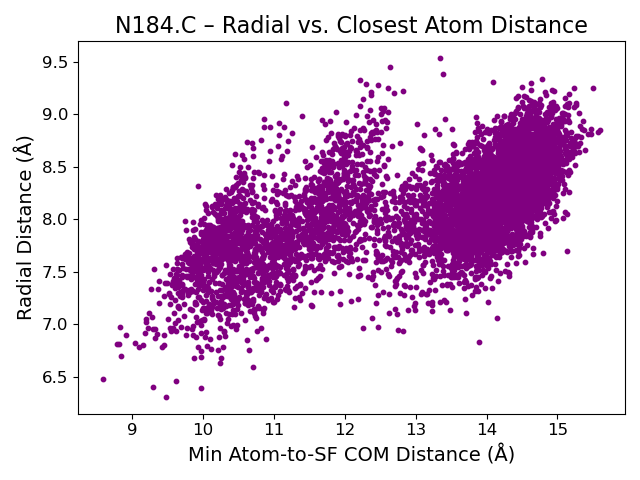 N184.C – Radial vs. Closest Atom Distance
9.5
9.0
8.5
8.0
7.5
7.0
6.5
Radial Distance (Å)
9 10 11 12 13 14 15
Min Atom-to-SF COM Distance (Å)